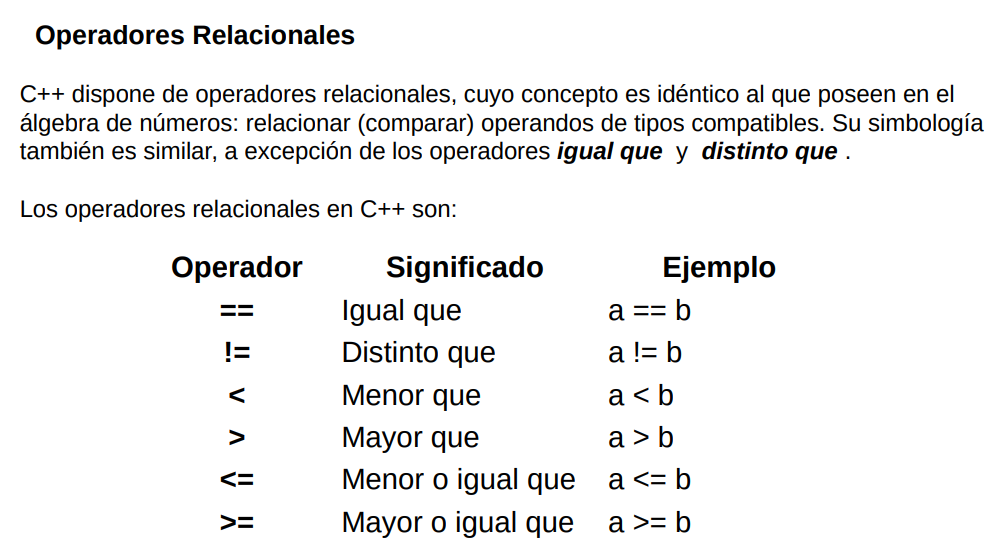 Operadores Relacionales
C++ dispone de operadores relacionales, cuyo concepto es idéntico al que poseen en el
álgebra de números: relacionar (comparar) operandos de tipos compatibles. Su simbología
también es similar, a excepción de los operadores igual que y distinto que .
Los operadores relacionales en C++ son:
Operador Significado Ejemplo
== Igual que a == b
!= Distinto que a != b
< Menor que a < b
> Mayor que a > b
<= Menor o igual que a <= b
>= Mayor o igual que a >= b